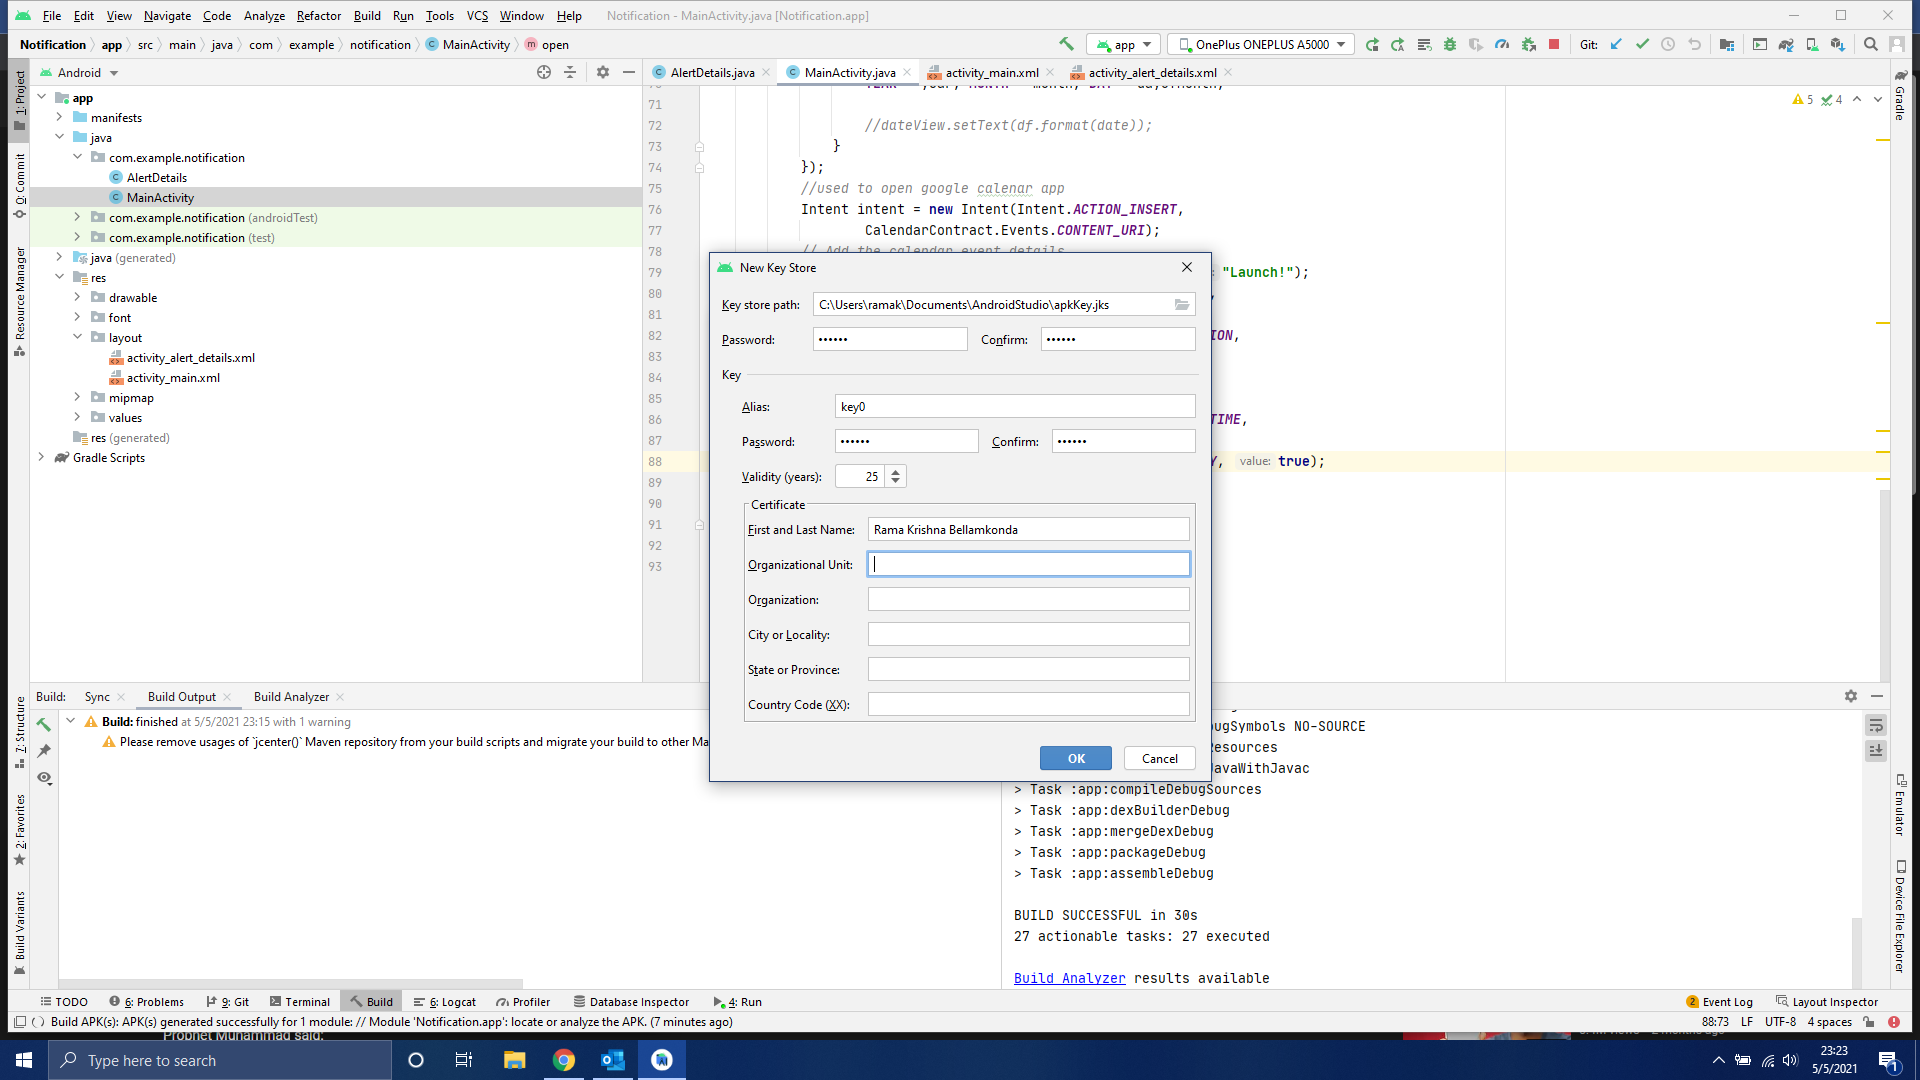 File Edit View Navigate Code Analyze Refactor Build Run Tools VCS Window Help Notification - MainActivity.java [Notification.app]
Notification app src main java com example notification MainActivity open
app OnePlus ONEPLUS A5000 Git:
Android
AlertDetails.java MainActivity.java activity_main.xml activity_alert_details.xml
1: Project
Commit
Resource Manager
7: Structure
2: Favorites
Build Variants
app
manifests
java
com.example.notification
AlertDetails
MainActivity
com.example.notification (androidTest)
com.example.notification (test)
java (generated)
res
drawable
font
layout
activity_alert_details.xml
activity_main.xml
mipmap
values
res (generated)
Gradle Scripts
5 4
71
72 //dateView.setText(df.format(date));
73 }
74 });
75 //used to open google calenar app
76 Intent intent = new Intent(Intent.ACTION_INSERT,
77 CalendarContract.Events.CONTENT_URI);
78 // Add the calendar event details
79 "Launch!");
80
81
82 ION,
83
84
85
86 TIME,
87
88 Y, value: true);
89
90
91
92
93
Gradle
Emulator
Device File Explorer
New Key Store
Key store path: C:\Users\ramak\Documents\AndroidStudio\apkKey.jks
Password: •••••• Confirm: ••••••
Key
Alias: key0
Password: •••••• Confirm: ••••••
Validity (years): 25
Certificate
First and Last Name: Rama Krishna Bellamkonda
Organizational Unit:
Organization:
City or Locality:
State or Province:
Country Code (XX):
OK Cancel
Build: Sync Build Output Build Analyzer
Build: finished at 5/5/2021 23:15 with 1 warning
Please remove usages of `jcenter()` Maven repository from your build scripts and migrate your build to other Ma
ugSymbols NO-SOURCE
esources
JavaWithJavac
> Task :app:compileDebugSources
> Task :app:dexBuilderDebug
> Task :app:mergeDexDebug
> Task :app:packageDebug
> Task :app:assembleDebug
BUILD SUCCESSFUL in 30s
27 actionable tasks: 27 executed
Build Analyzer results available
TODO 6: Problems 9: Git Terminal Build 6: Logcat Profiler Database Inspector 4: Run 2 Event Log Layout Inspector
Build APK(s): APK(s) generated successfully for 1 module: // Module 'Notification.app': locate or analyze the APK. (7 minutes ago) 88:73 LF UTF-8 4 spaces
Prophet Muhammad said:
Type here to search
23:23
5/5/2021
1